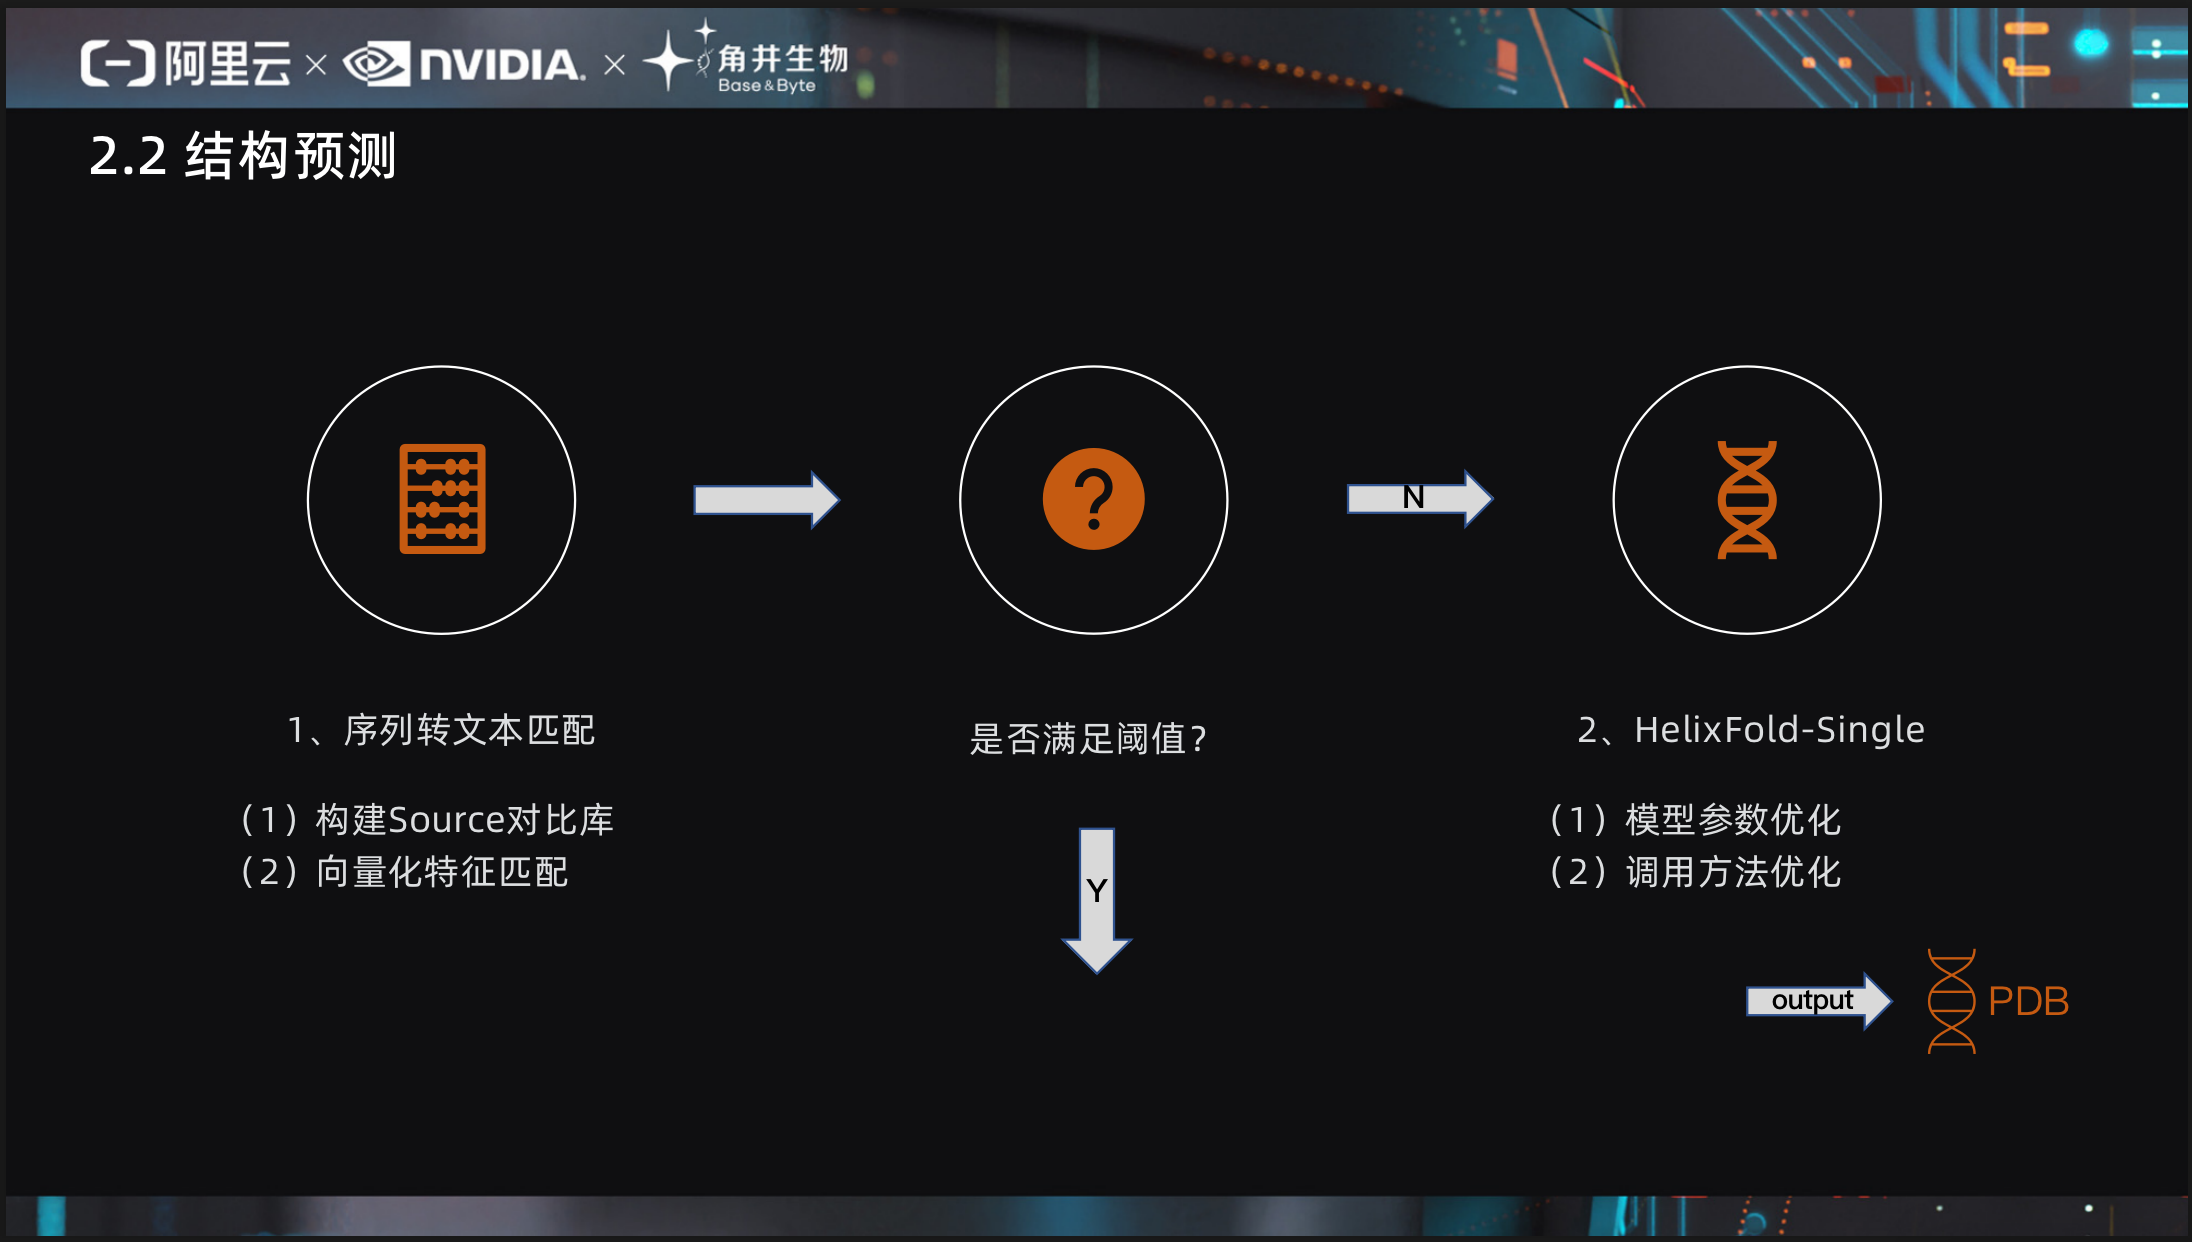 阿里云 × NVIDIA. × 角井生物
Base & Byte
2.2 结构预测
N
1、序列转文本匹配
是否满足阈值?
2、HelixFold-Single
(1) 构建Source对比库
(2) 向量化特征匹配
Y
(1) 模型参数优化
(2) 调用方法优化
output
PDB